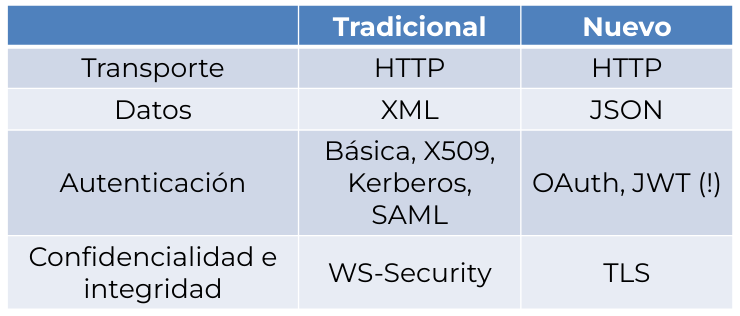 Tradicional Nuevo
Transporte HTTP HTTP
Datos XML JSON
Autenticación
Básica, X509,
Kerberos,
SAML
OAuth, JWT (!)
Confidencialidad e
integridad
WS-Security
TLS